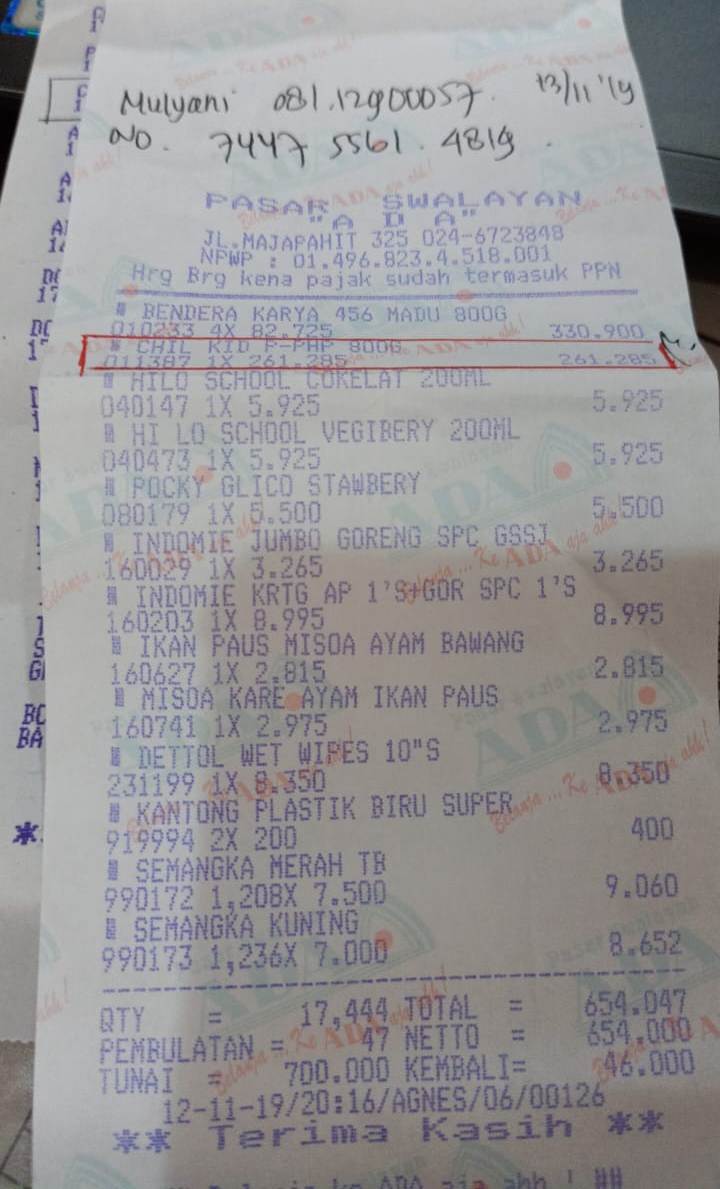 Mulyani 081.12900057. 13/11'19
No. 7447 5561. 4819.
PASAR SWALAYAN
"A D A"
JL.MAJAPAHIT 325 024-6723848
NPWP : 01.496.823.4.518.001
Hrg Brg kena pajak sudah termasuk PPN
BENDERA KARYA 456 MADU 800G
010233 4X 82.725 330.900
CHIL KID P-PHP 800G
011387 1X 261.285 261.285
HILO SCHOOL COKELAT 200ML
040147 1X 5.925 5.925
HI LO SCHOOL VEGIBERY 200ML
040473 1X 5.925 5.925
POCKY GLICO STAWBERY
080179 1X 5.500 5.500
INDOMIE JUMBO GORENG SPC GSSJ
160029 1X 3.265 3.265
INDOMIE KRTG AP 1'S+GOR SPC 1'S
160203 1X 8.995 8.995
IKAN PAUS MISOA AYAM BAWANG
160627 1X 2.815 2.815
MISOA KARE AYAM IKAN PAUS
160741 1X 2.975 2.975
DETTOL WET WIPES 10"S
231199 1X 8.350 8.350
KANTONG PLASTIK BIRU SUPER
919994 2X 200 400
SEMANGKA MERAH TB
990172 1,208X 7.500 9.060
SEMANGKA KUNING
990173 1,236X 7.000 8.652
QTY = 17,444 TOTAL = 654.047
PEMBULATAN = 47 NETTO = 654.000
TUNAI = 700.000 KEMBALI= 46.000
12-11-19/20:16/AGNES/06/00126
** Terima Kasih **
ke ADA aja ahh ! ##